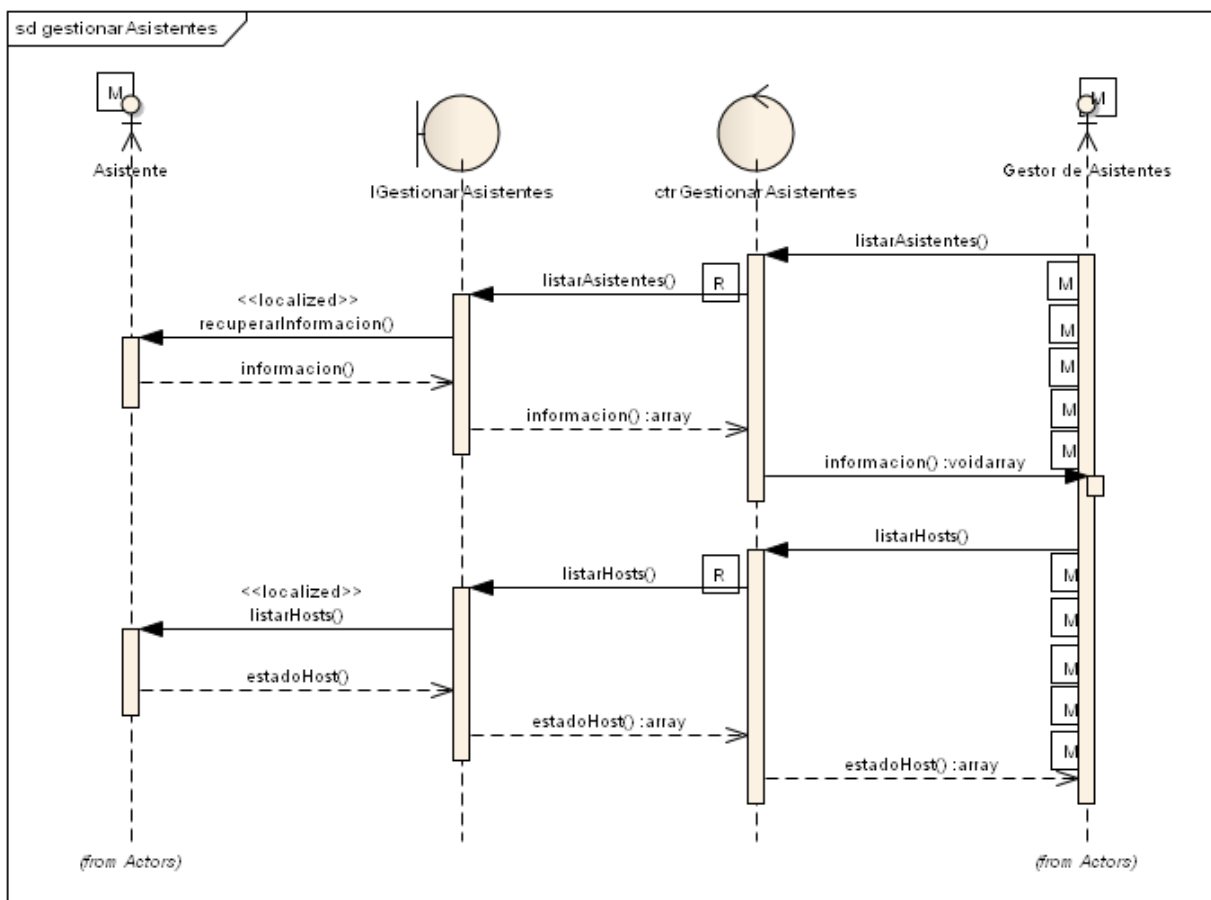 sd gestionarAsistentes
M
M
Asistente
IGestionarAsistentes
ctrGestionarAsistentes
Gestor de Asistentes
listarAsistentes()
R
listarAsistentes()
M
<<localized>>
recuperarInformacion()
M
informacion()
M
informacion() :array
M
M
informacion() :voidarray
listarHosts()
R
listarHosts()
M
<<localized>>
listarHosts()
M
estadoHost()
M
M
estadoHost() :array
M
estadoHost() :array
(from Actors)
(from Actors)